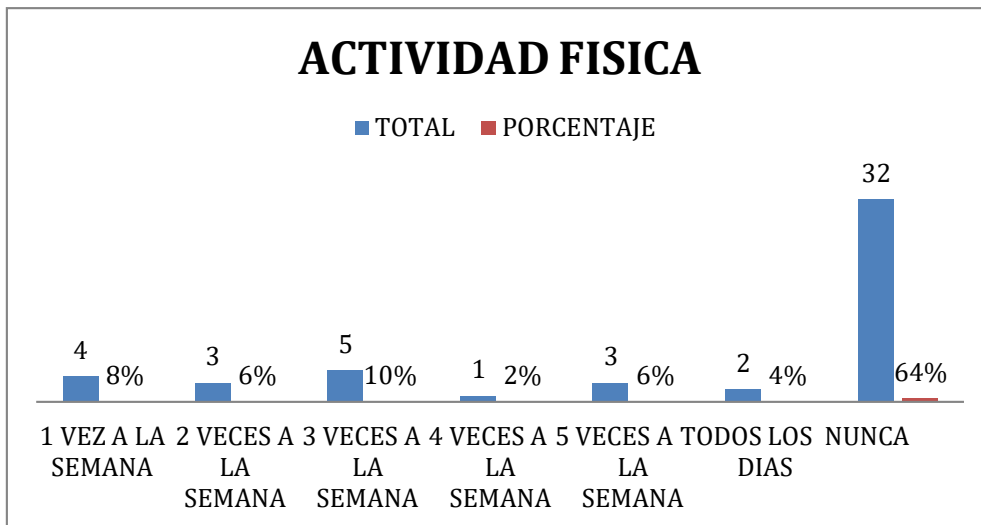 ACTIVIDAD FISICA
TOTAL PORCENTAJE
32
4 8% 3 6% 5 10% 1 2% 3 6% 2 4% 64%
1 VEZ A LA SEMANA
2 VECES A LA SEMANA
3 VECES A LA SEMANA
4 VECES A LA SEMANA
5 VECES A LA SEMANA
TODOS LOS DIAS
NUNCA